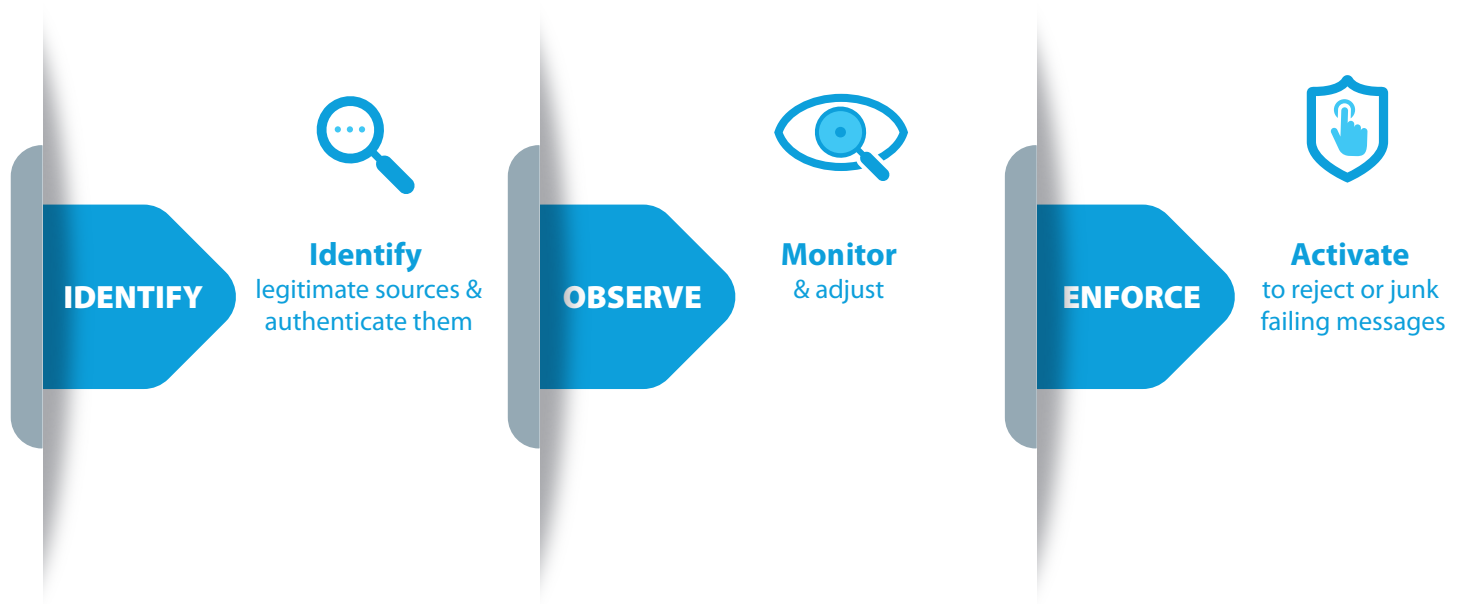 IDENTIFY
Identify
legitimate sources &
authenticate them
OBSERVE
Monitor
& adjust
ENFORCE
Activate
to reject or junk
failing messages